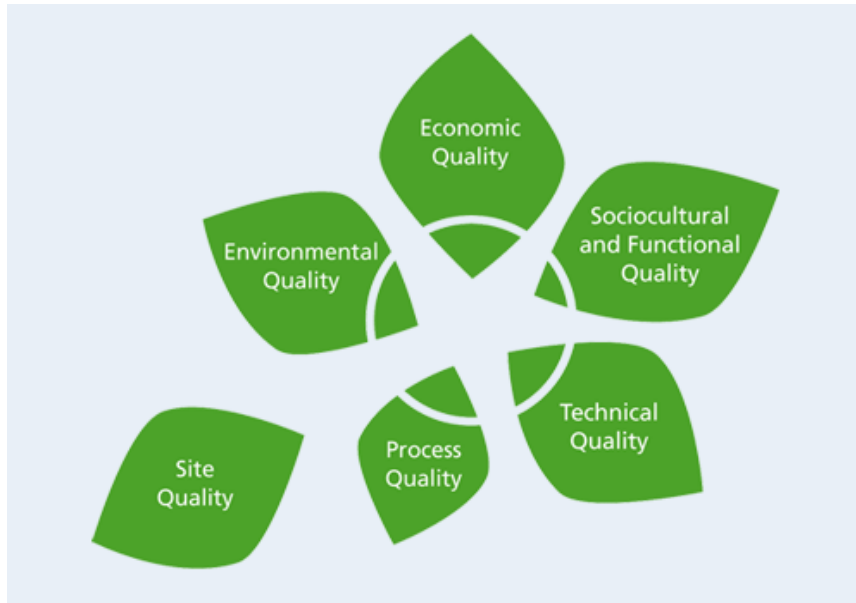 Economic
Quality
Sociocultural
and Functional
Quality
Environmental
Quality
Technical
Quality
Process
Quality
Site
Quality